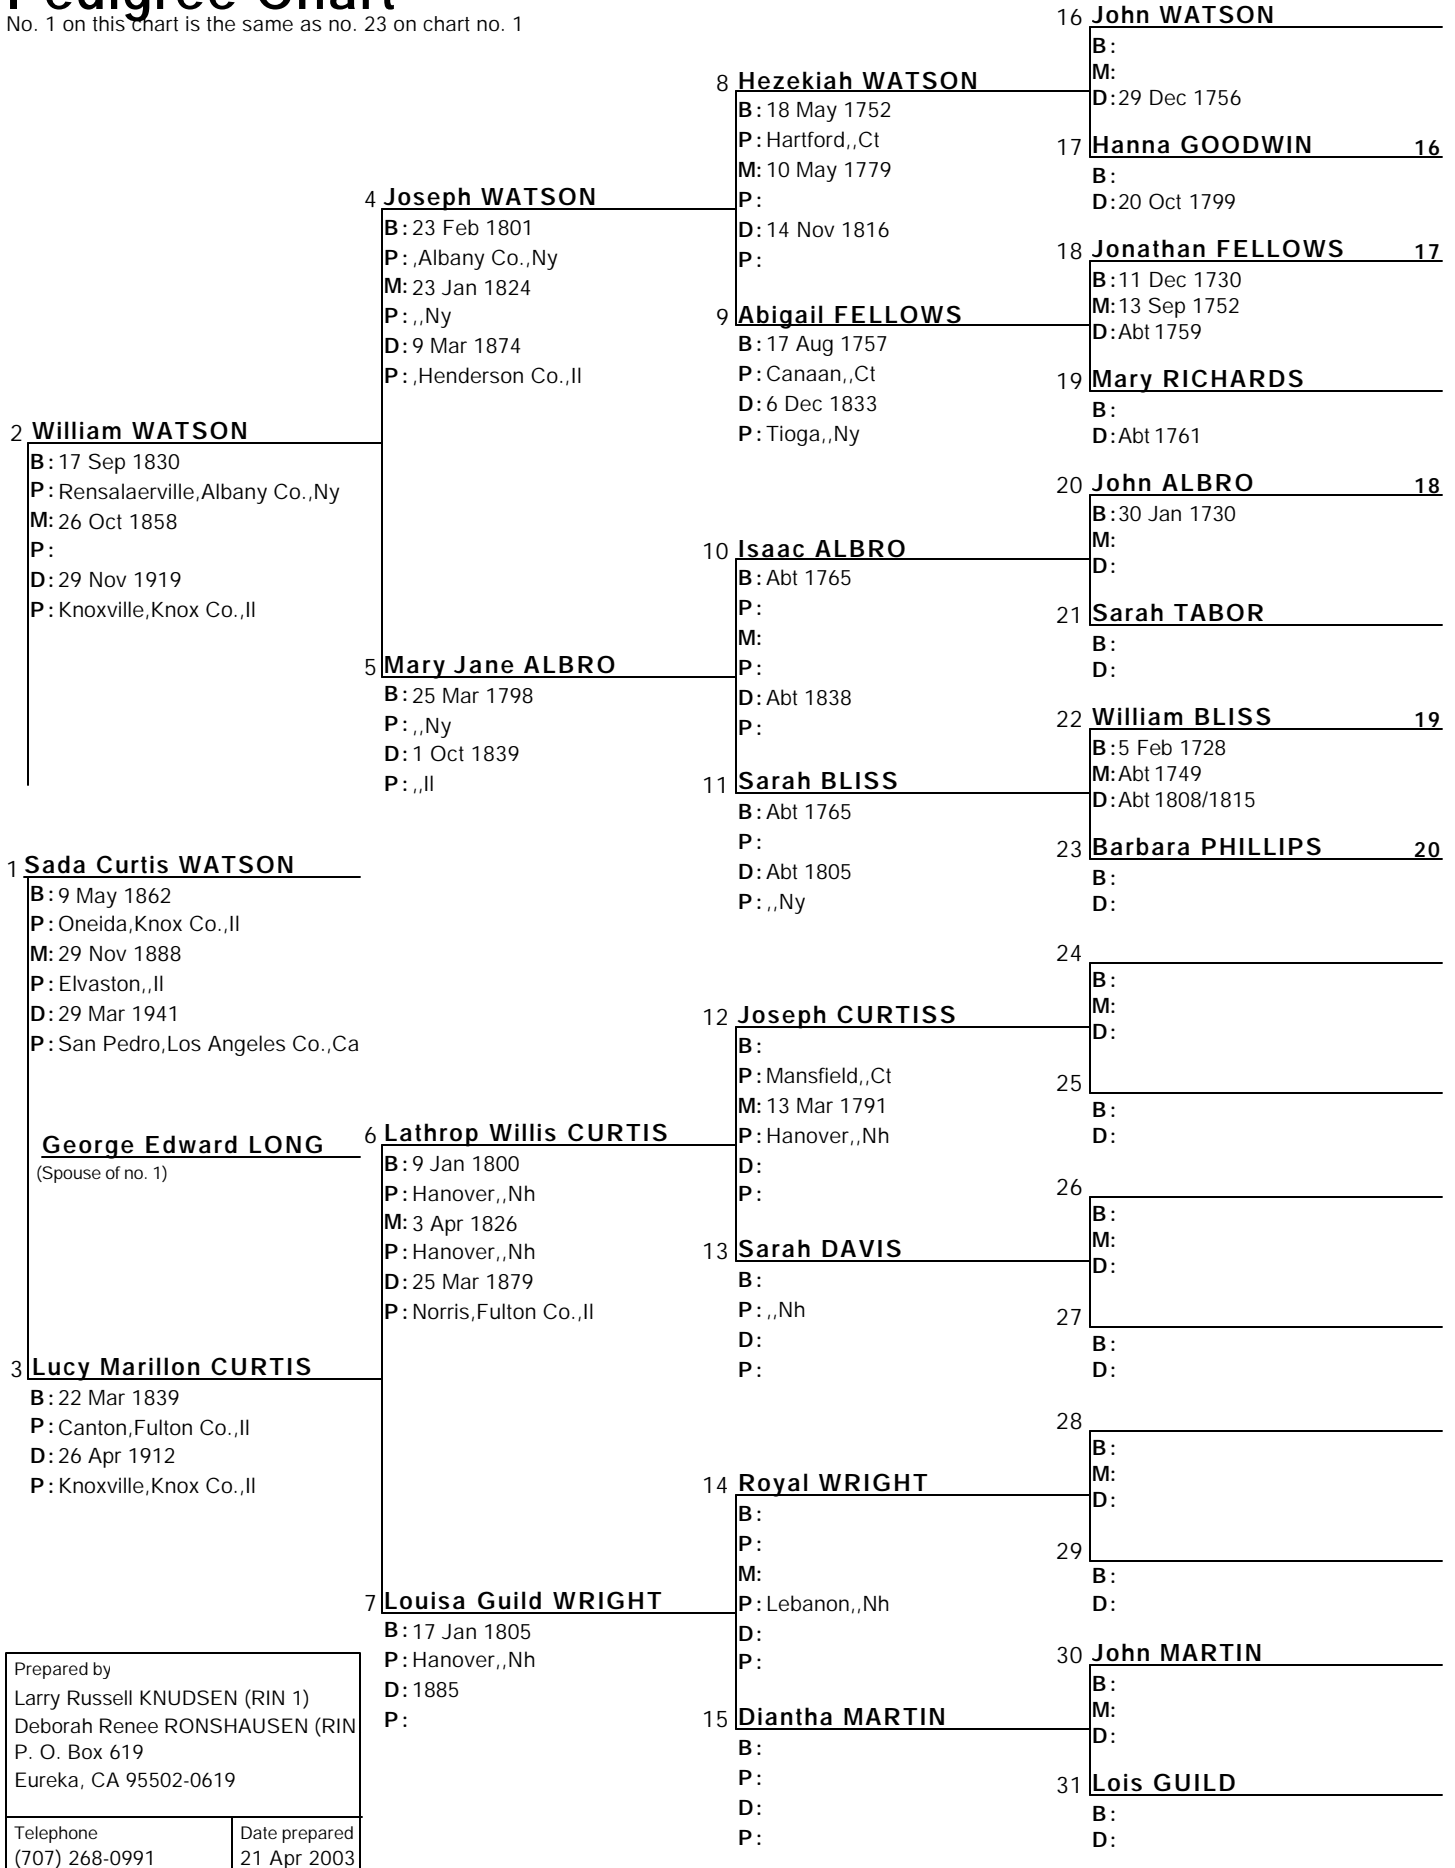 Pedigree Chart
No. 1 on this chart is the same as no. 23 on chart no. 1
2 William WATSON
B: 17 Sep 1830
P: Rensalaerville,Albany Co.,Ny
M: 26 Oct 1858
P:
D: 29 Nov 1919
P: Knoxville,Knox Co.,Il
1 Sada Curtis WATSON
B: 9 May 1862
P: Oneida,Knox Co.,Il
M: 29 Nov 1888
P: Elvaston,,Il
D: 29 Mar 1941
P: San Pedro,Los Angeles Co.,Ca
George Edward LONG
(Spouse of no. 1)
3 Lucy Marillon CURTIS
B: 22 Mar 1839
P: Canton,Fulton Co.,Il
D: 26 Apr 1912
P: Knoxville,Knox Co.,Il
4 Joseph WATSON
B: 23 Feb 1801
P: ,Albany Co.,Ny
M: 23 Jan 1824
P: ,,Ny
D: 9 Mar 1874
P: ,Henderson Co.,Il
5 Mary Jane ALBRO
B: 25 Mar 1798
P: ,,Ny
D: 1 Oct 1839
P: ,,Il
6 Lathrop Willis CURTIS
B: 9 Jan 1800
P: Hanover,,Nh
M: 3 Apr 1826
P: Hanover,,Nh
D: 25 Mar 1879
P: Norris,Fulton Co.,Il
7 Louisa Guild WRIGHT
B: 17 Jan 1805
P: Hanover,,Nh
D: 1885
P:
8 Hezekiah WATSON
B: 18 May 1752
P: Hartford,,Ct
M: 10 May 1779
P:
D: 14 Nov 1816
P:
9 Abigail FELLOWS
B: 17 Aug 1757
P: Canaan,,Ct
D: 6 Dec 1833
P: Tioga,,Ny
10 Isaac ALBRO
B: Abt 1765
P:
M:
P:
D: Abt 1838
P:
11 Sarah BLISS
B: Abt 1765
P:
D: Abt 1805
P: ,,Ny
12 Joseph CURTISS
B:
P: Mansfield,,Ct
M: 13 Mar 1791
P: Hanover,,Nh
D:
P:
13 Sarah DAVIS
B:
P: ,,Nh
D:
P:
14 Royal WRIGHT
B:
P:
M:
P: Lebanon,,Nh
D:
P:
15 Diantha MARTIN
B:
P:
D:
P:
16 John WATSON
B:
M:
D: 29 Dec 1756
17 Hanna GOODWIN 16
B:
D: 20 Oct 1799
18 Jonathan FELLOWS 17
B: 11 Dec 1730
M: 13 Sep 1752
D: Abt 1759
19 Mary RICHARDS
B:
D: Abt 1761
20 John ALBRO 18
B: 30 Jan 1730
M:
D:
21 Sarah TABOR
B:
D:
22 William BLISS 19
B: 5 Feb 1728
M: Abt 1749
D: Abt 1808/1815
23 Barbara PHILLIPS 20
B:
D:
24
B:
M:
D:
25
B:
D:
26
B:
M:
D:
27
B:
D:
28
B:
M:
D:
29
B:
D:
30 John MARTIN
B:
M:
D:
31 Lois GUILD
B:
D:
Prepared by
Larry Russell KNUDSEN (RIN 1)
Deborah Renee RONSHAUSEN (RIN
P. O. Box 619
Eureka, CA 95502-0619
Telephone
(707) 268-0991
Date prepared
21 Apr 2003